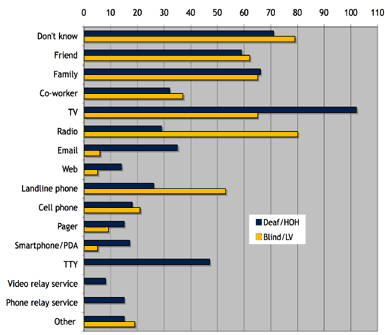 0 10 20 30 40 50 60 70 80 90 100 110
Don't know
Friend
Family
Co-worker
TV
Radio
Email
Web
Landline phone
Cell phone
Pager
Smartphone/PDA
TTY
Video relay service
Phone relay service
Other
Deaf/HOH
Blind/LV